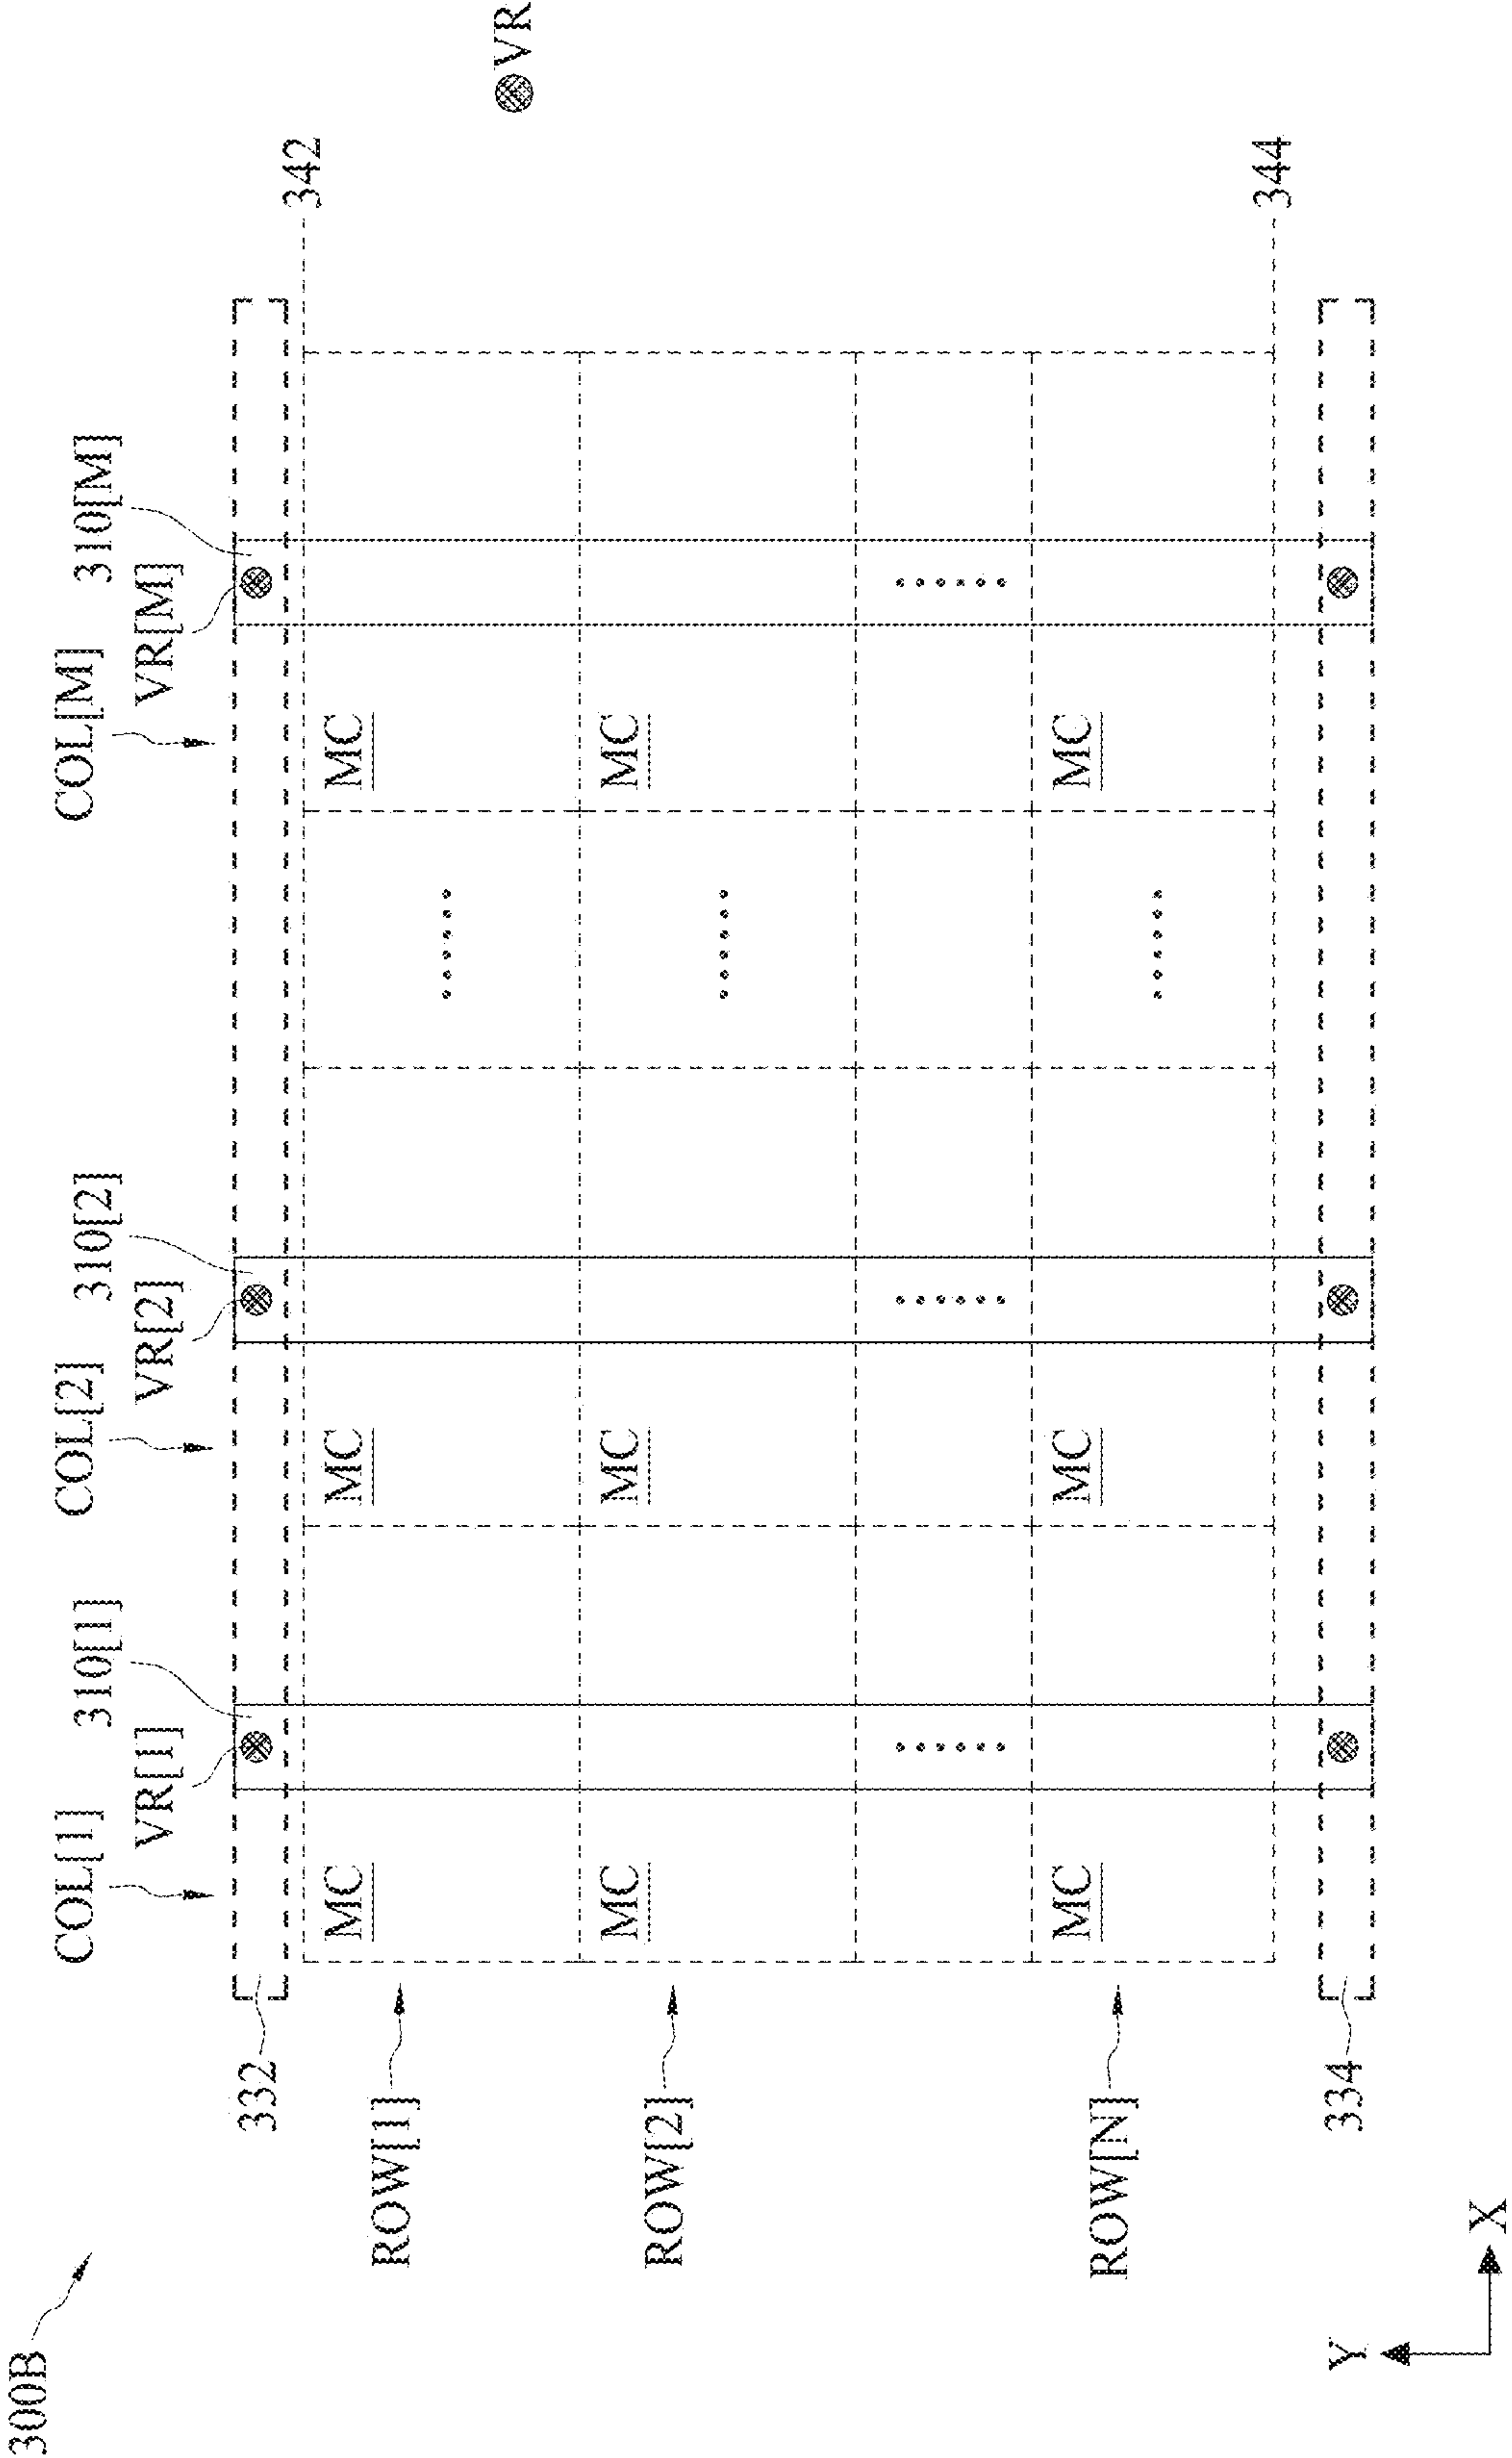 300B
COL[1] COL[2] COL[M]
310[1] 310[2] 310[M]
VR[1] VR[2] VR[M]
332
342
MC MC MC
ROW[1]
VR
MC MC MC
ROW[2]
MC MC MC
ROW[N]
344
334
Y
X